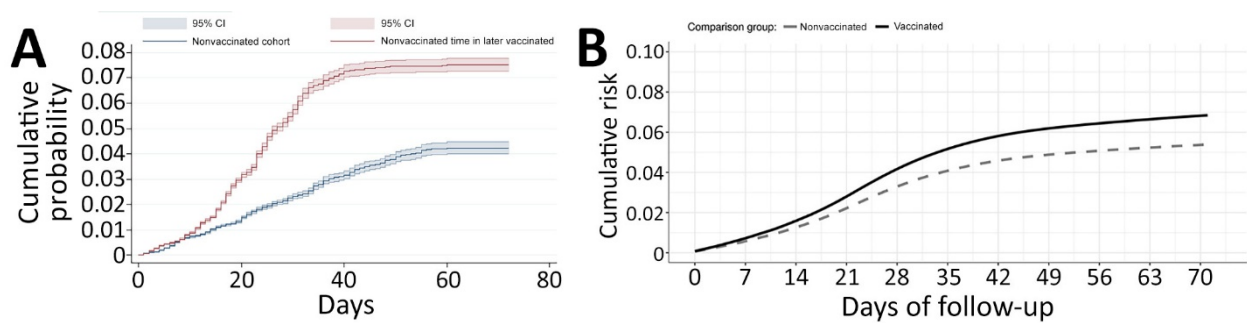 A
95% CI
95% CI
Nonvaccinated cohort
Nonvaccinated time in later vaccinated
0.08
0.07
0.06
0.05
0.04
0.03
0.02
0.01
0
Cumulative
probability
0
20
40
60
80
Days
B
Comparison group: Nonvaccinated Vaccinated
0.10
0.08
0.06
0.04
0.02
0.00
Cumulative risk
0
7
14
21
28
35
42
49
56
63
70
Days of follow-up